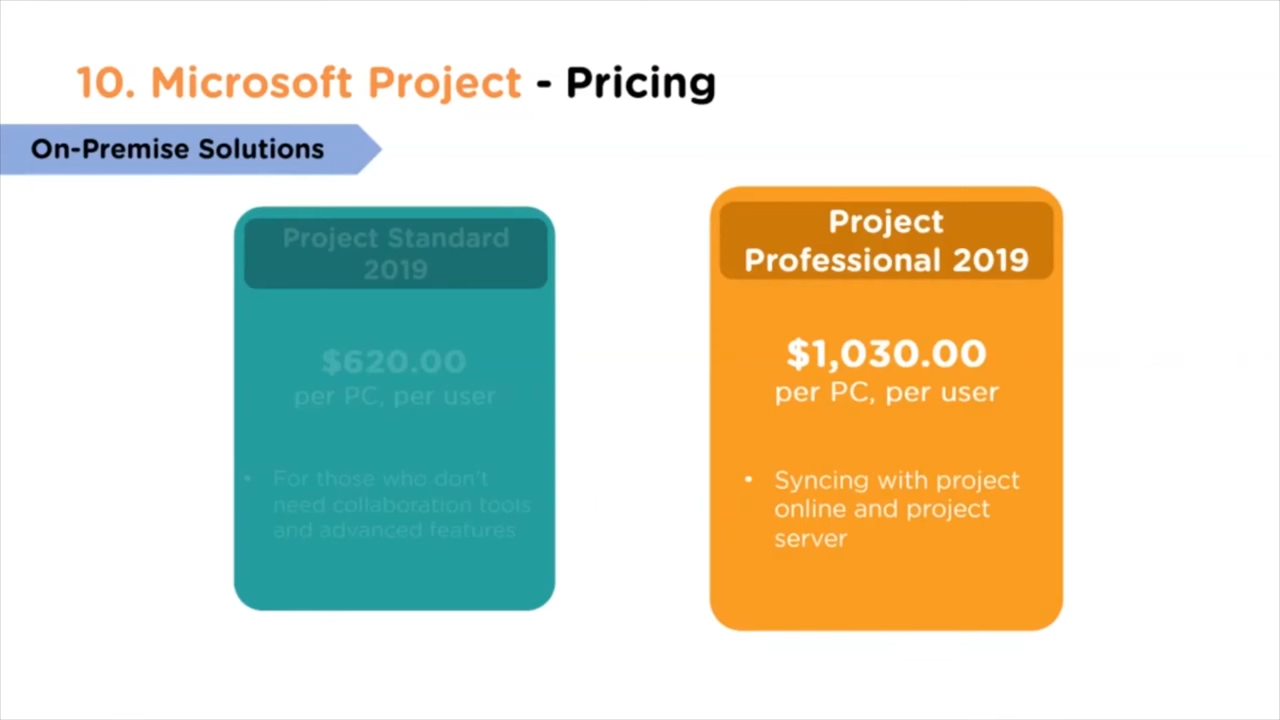 10. Microsoft Project - Pricing
On-Premise Solutions
Project Standard
2019
$620.00
per PC, per user
• For those who don't
need collaboration tools
and advanced features
Project
Professional 2019
$1,030.00
per PC, per user
• Syncing with project
online and project
server